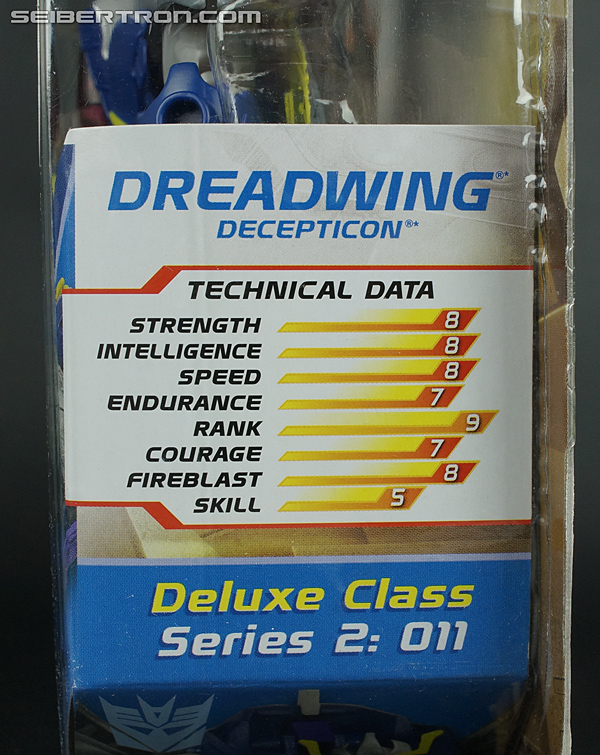 SEIBERTRON.COM
DREADWING®*
DECEPTICON®*
TECHNICAL DATA
STRENGTH 8
INTELLIGENCE 8
SPEED 8
ENDURANCE 7
RANK 9
COURAGE 7
FIREBLAST 8
SKILL 5
Deluxe Class
Series 2: 011